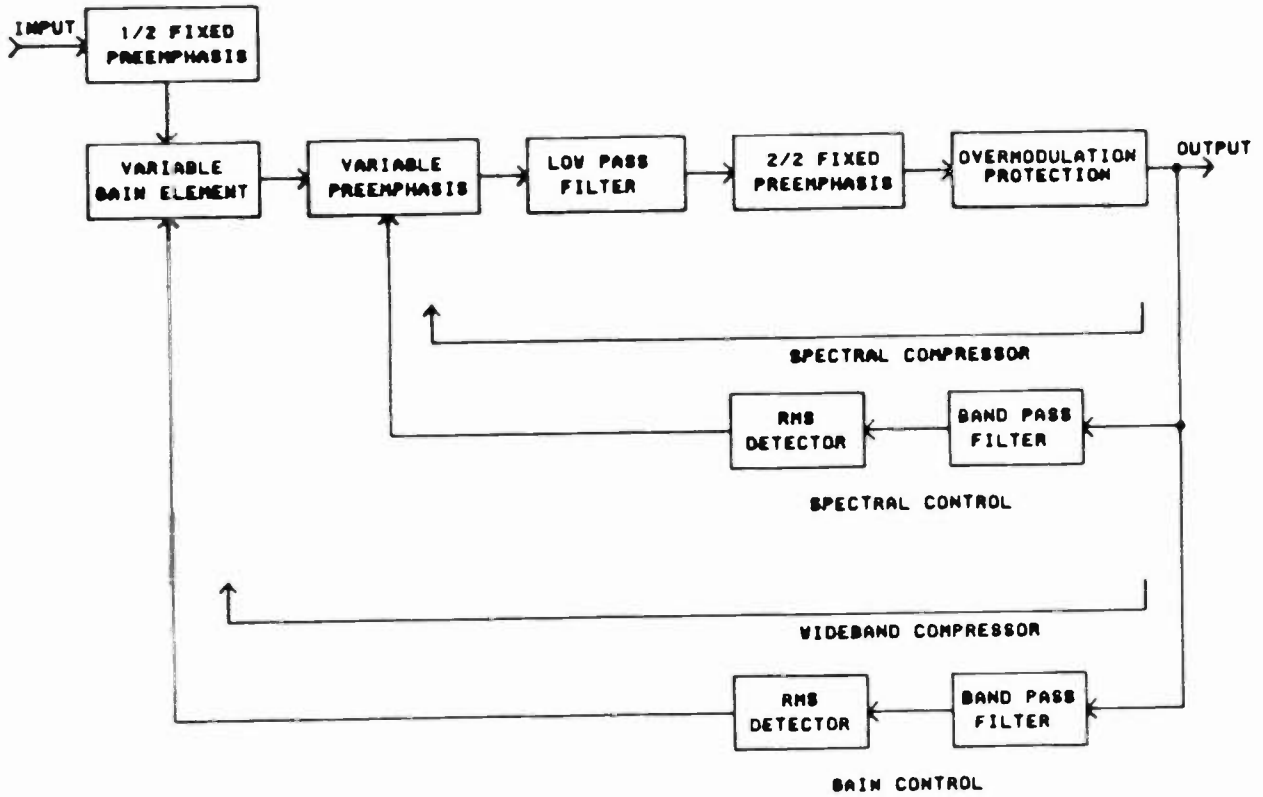 INPUT
1/2 FIXED
PREEMPHASIS
VARIABLE
GAIN ELEMENT
VARIABLE
PREEMPHASIS
LOW PASS
FILTER
2/2 FIXED
PREEMPHASIS
OVERMODULATION
PROTECTION
OUTPUT
SPECTRAL COMPRESSOR
RMS
DETECTOR
BAND PASS
FILTER
SPECTRAL CONTROL
WIDEBAND COMPRESSOR
RMS
DETECTOR
BAND PASS
FILTER
GAIN CONTROL